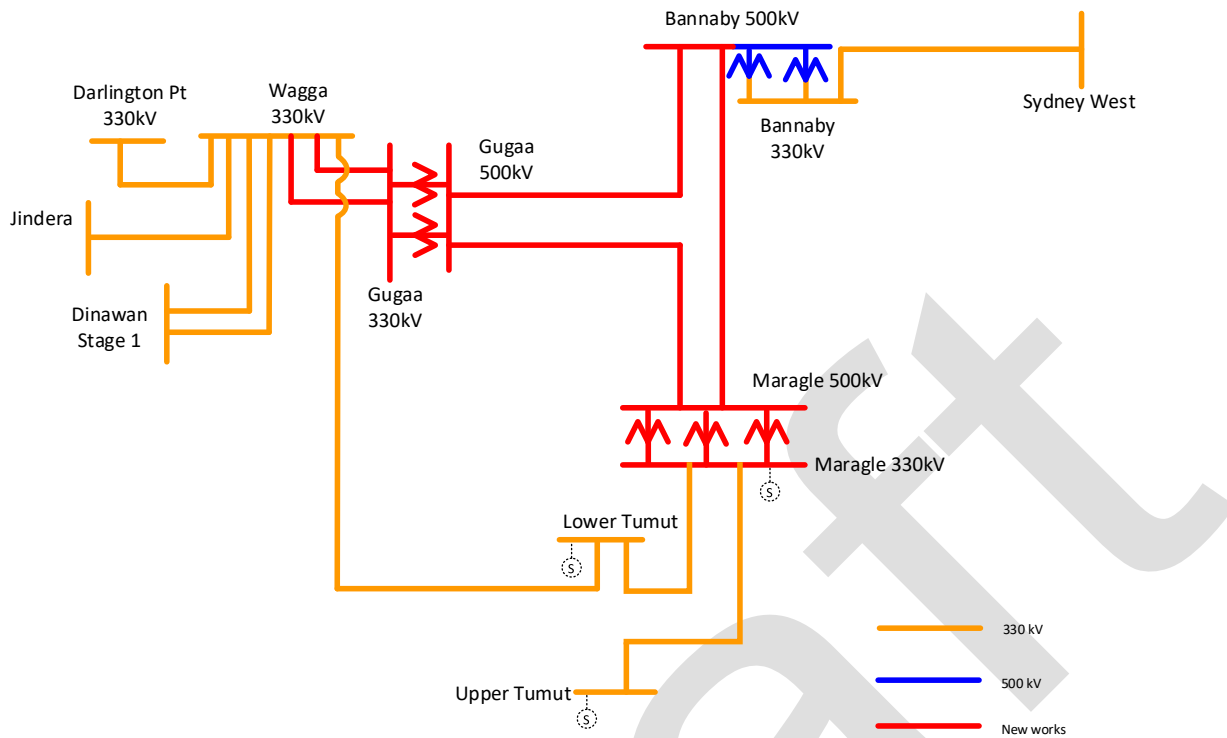 Bannaby 500kV
Darlington Pt
330kV
Wagga
330kV
Sydney West
Bannaby
330kV
Gugaa
500kV
Jindera
Gugaa
330kV
Dinawan
Stage 1
Maragle 500kV
Maragle 330kV
S
Lower Tumut
S
330 kV
500 kV
Upper Tumut
S
New works
aft